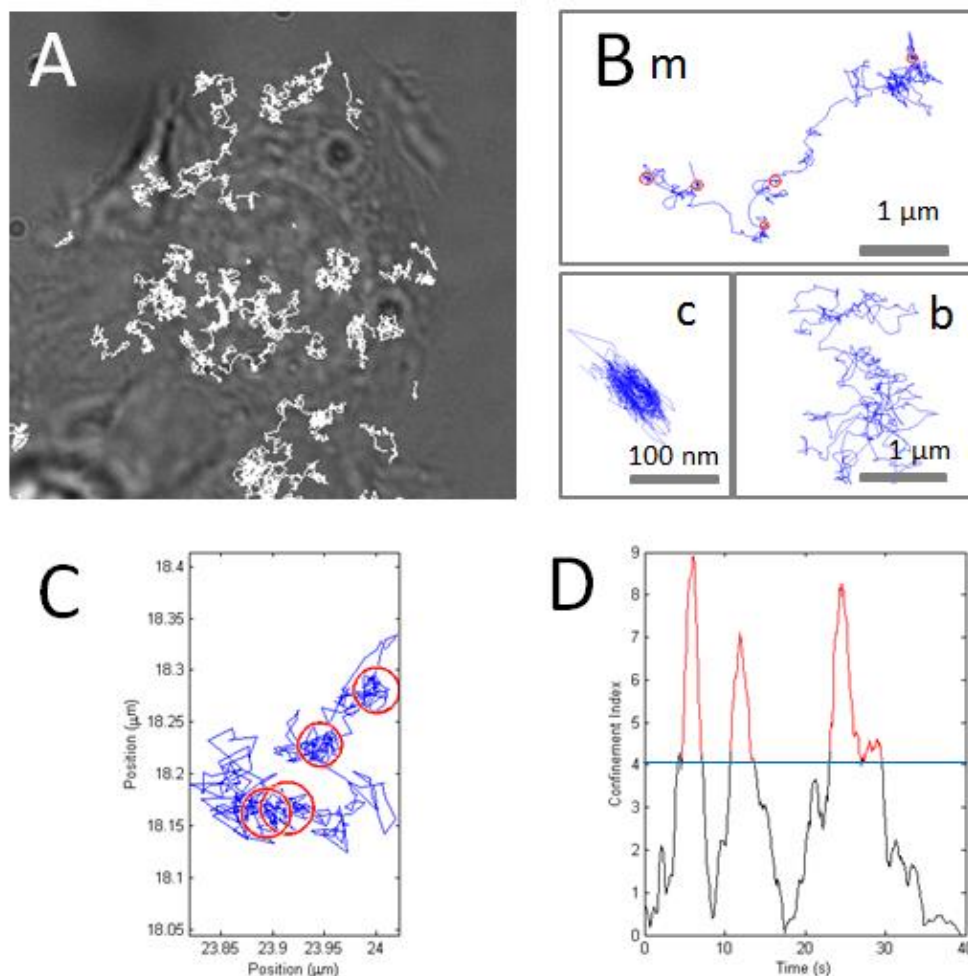 A
B m
1 µm
c
100 nm
b
1 µm
C
18.4
18.35
18.3
18.25
18.2
18.15
18.1
18.05
Position (µm)
23.85 23.9 23.95 24
Position (µm)
D
9
8
7
6
5
4
3
2
1
0
Confinement Index
0 10 20 30 40
Time (s)